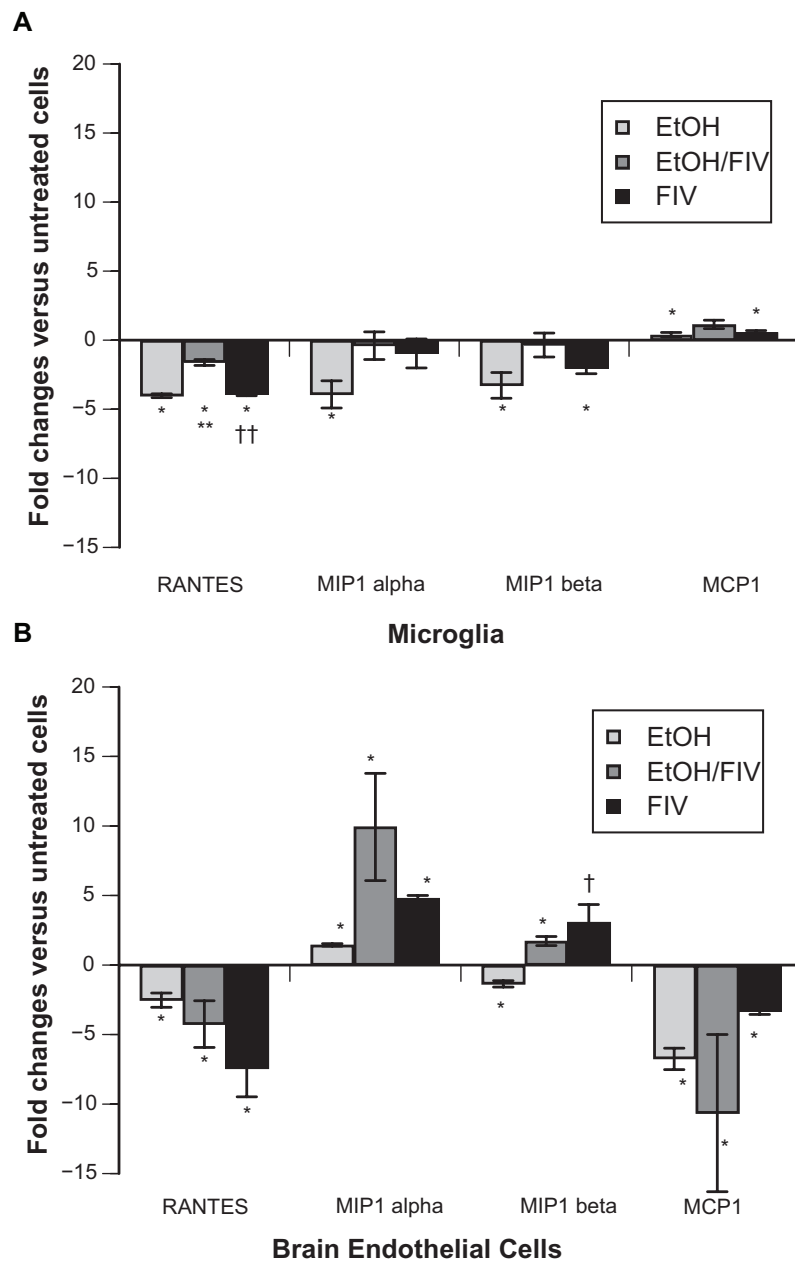 A
Fold changes versus untreated cells
20
15
10
5
0
−5
−10
−15
EtOH
EtOH/FIV
FIV
*
*
*
*
*
*
*
*
**
††
RANTES
MIP1 alpha
MIP1 beta
MCP1
Microglia
B
Fold changes versus untreated cells
20
15
10
5
0
−5
−10
−15
EtOH
EtOH/FIV
FIV
*
*
*
*
†
*
*
*
*
*
*
*
RANTES
MIP1 alpha
MIP1 beta
MCP1
Brain Endothelial Cells